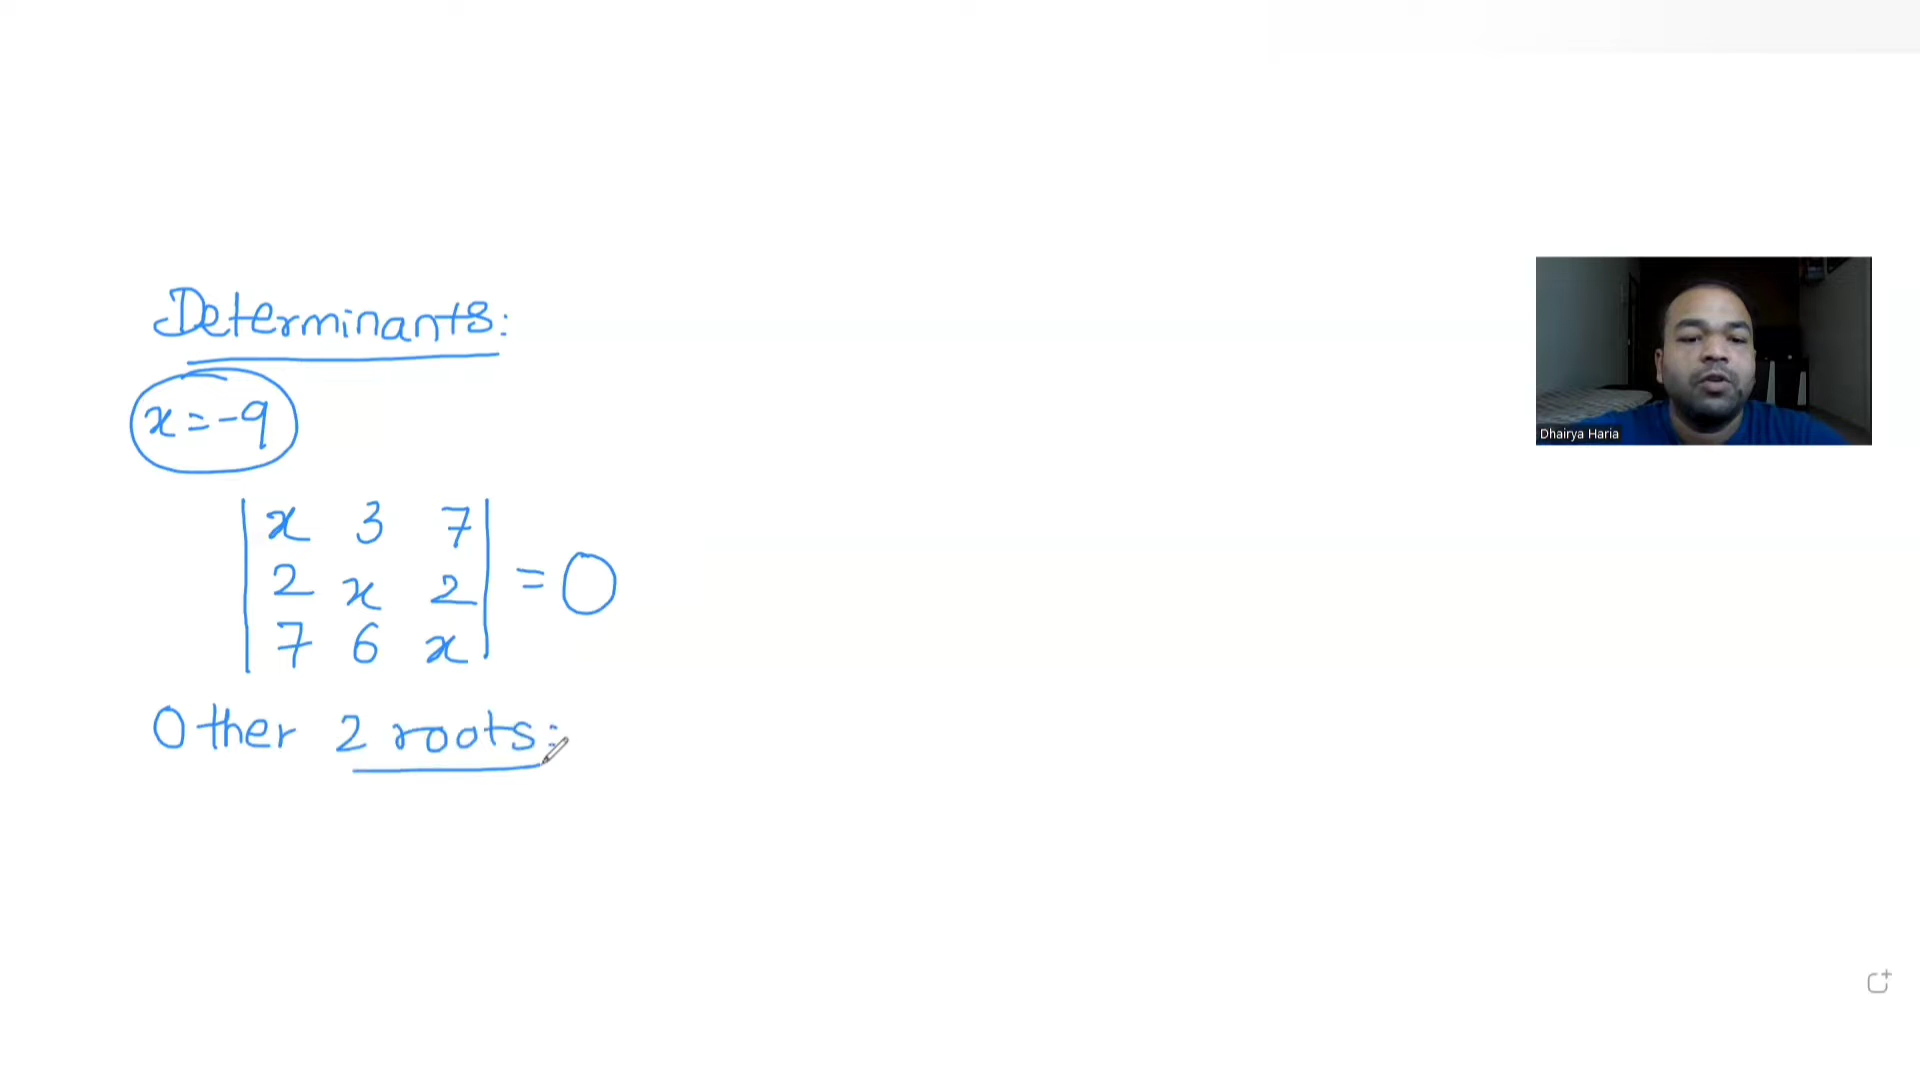 Determinants:
x = -9
| x 3 7 |
| 2 x 2 | = 0
| 7 6 x |
Other 2 roots:
Dhairya Haria